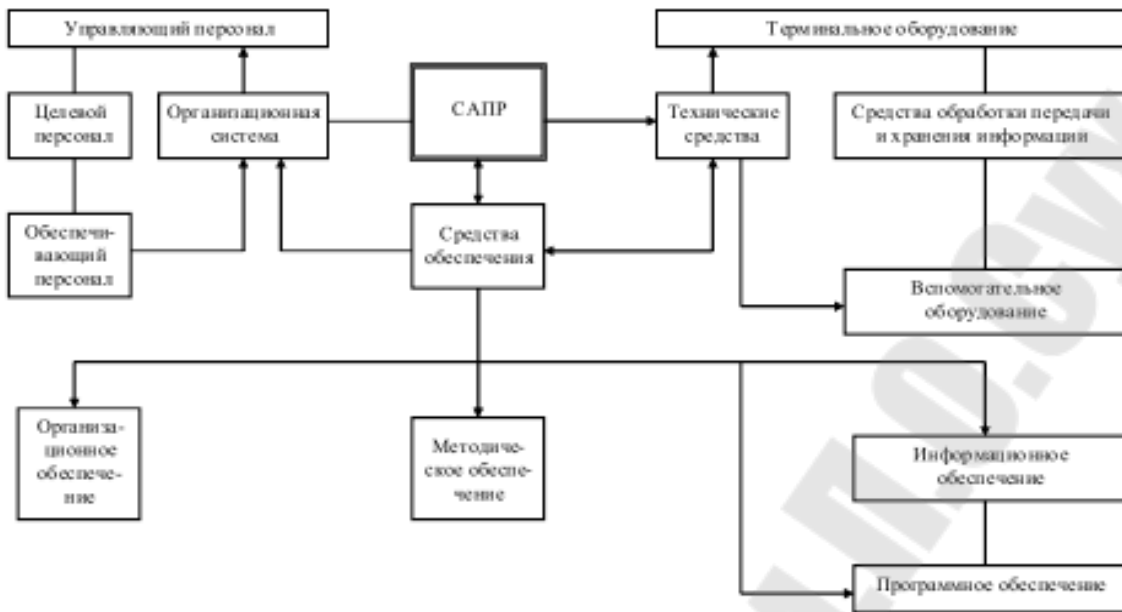 Управляющий персонал
Терминальное оборудование
Целевой
персонал
Организационная
система
САПР
Технические
средства
Средства обработки передачи
и хранения информации
Обеспечи-
вающий
персонал
Средства
обеспечения
Вспомогательное
оборудование
Организа-
ционное
обеспече-
ние
Методиче-
ское обеспе-
чение
Информационное
обеспечение
Программное обеспечение